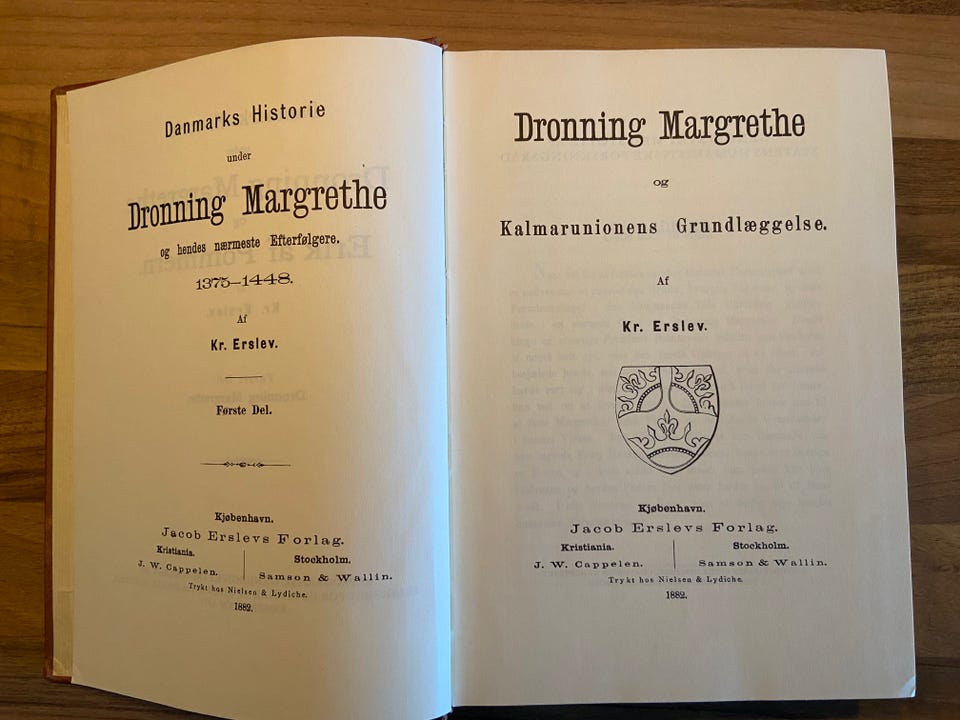 Danmarks Historie
under
Dronning Margrethe
og hendes nærmeste Efterfølgere.
1375–1448.
Af
Kr. Erslev.
Første Del.
Kjøbenhavn.
Jacob Erslevs Forlag.
Kristiania.
J. W. Cappelen.
Stockholm.
Samson & Wallin.
Trykt hos Nielsen & Lydiche.
1882.
Dronning Margrethe
og
Kalmarunionens Grundlæggelse.
Af
Kr. Erslev.
Kjøbenhavn.
Jacob Erslevs Forlag.
Kristiania.
J. W. Cappelen.
Stockholm.
Samson & Wallin.
Trykt hos Nielsen & Lydiche.
1882.